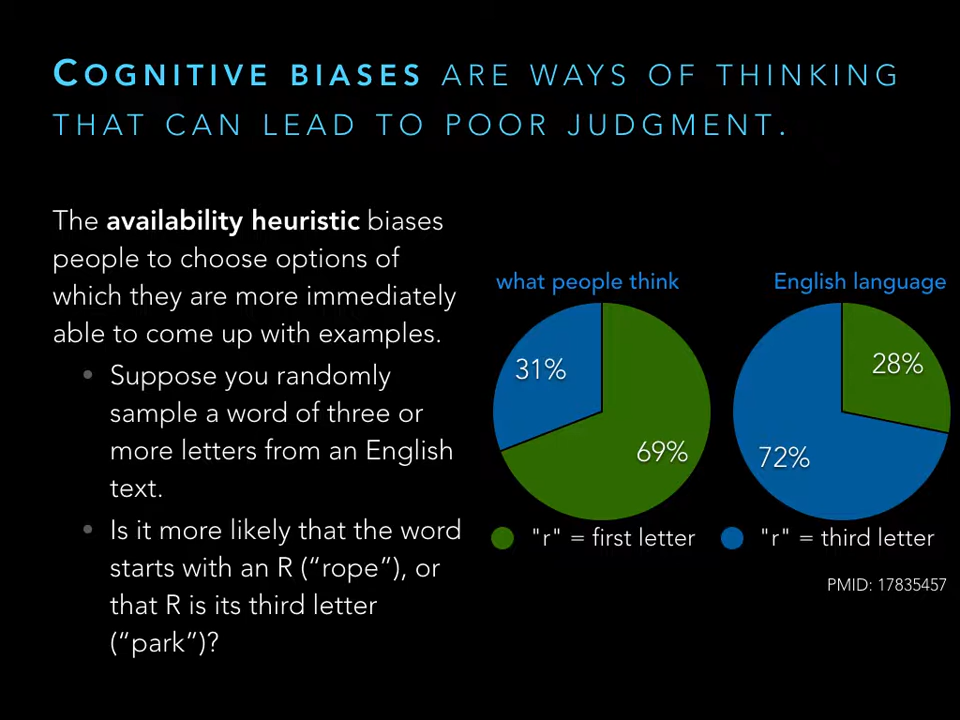 COGNITIVE BIASES ARE WAYS OF THINKING
THAT CAN LEAD TO POOR JUDGMENT.
The availability heuristic biases
people to choose options of
which they are more immediately
able to come up with examples.
• Suppose you randomly
sample a word of three or
more letters from an English
text.
• Is it more likely that the word
starts with an R (“rope”), or
that R is its third letter
(“park”)?
what people think
31%
69%
English language
28%
72%
"r" = first letter
"r" = third letter
PMID: 17835457